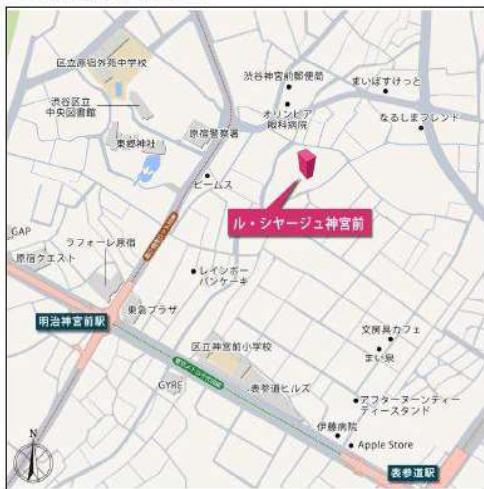 区立原宿外苑中学校
渋谷区立
中央図書館
東郷神社
原宿警察署
渋谷神宮前郵便局
まいばすけっと
オリンピア
眼科病院
なるしまフレンド
ビームス
ル・シヤージュ神宮前
GAP
ラフォーレ原宿
原宿クエスト
レインボー
パンケーキ
明治神宮前駅
東急プラザ
区立神宮前小学校
文房具カフェ
まい泉
GYRE
表参道ヒルズ
アフターヌーンティー
ティースタンド
伊藤病院
Apple Store
表参道駅
N